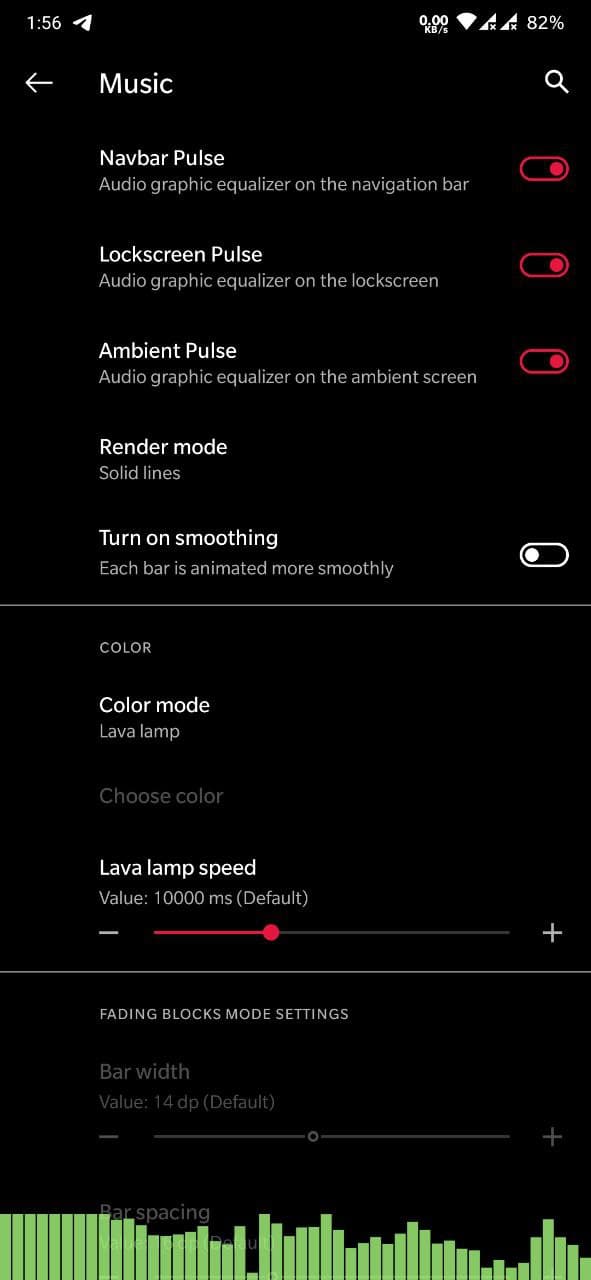 1:56
0.00
KB/s
82%
Music
Navbar Pulse
Audio graphic equalizer on the navigation bar
Lockscreen Pulse
Audio graphic equalizer on the lockscreen
Ambient Pulse
Audio graphic equalizer on the ambient screen
Render mode
Solid lines
Turn on smoothing
Each bar is animated more smoothly
COLOR
Color mode
Lava lamp
Choose color
Lava lamp speed
Value: 10000 ms (Default)
FADING BLOCKS MODE SETTINGS
Bar width
Value: 14 dp (Default)
Bar spacing
Value: dp (Default)